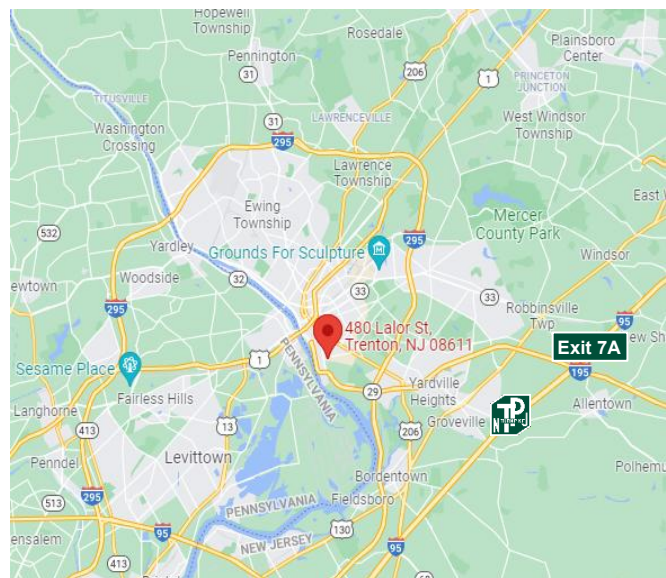 Hopewell
Township
Rosedale
Plainsboro
Center
Pennington
206
1
31
PRINCETON
JUNCTION
TITUSVILLE
31
LAWRENCEVILLE
West Windsor
Township
Washington
Crossing
295
Lawrence
Township
East W
Ewing
Township
Mercer
County Park
532
Yardley
Grounds For Sculpture
295
Windsor
ewtown
Woodside
32
33
33
Robbinsville
Twp
95
295
480 Lalor St,
Trenton, NJ 08611
ew Sh
Sesame Place
1
PENNSYLVANIA
Exit 7A
195
Fairless Hills
29
Yardville
Heights
Allentown
Langhorne
13
206
Groveville
413
Levittown
Polhemu
Penndel
Bordentown
513
295
PENNSYLVANIA
Fieldsboro
95
NEW JERSEY
130
95
ensalem
413